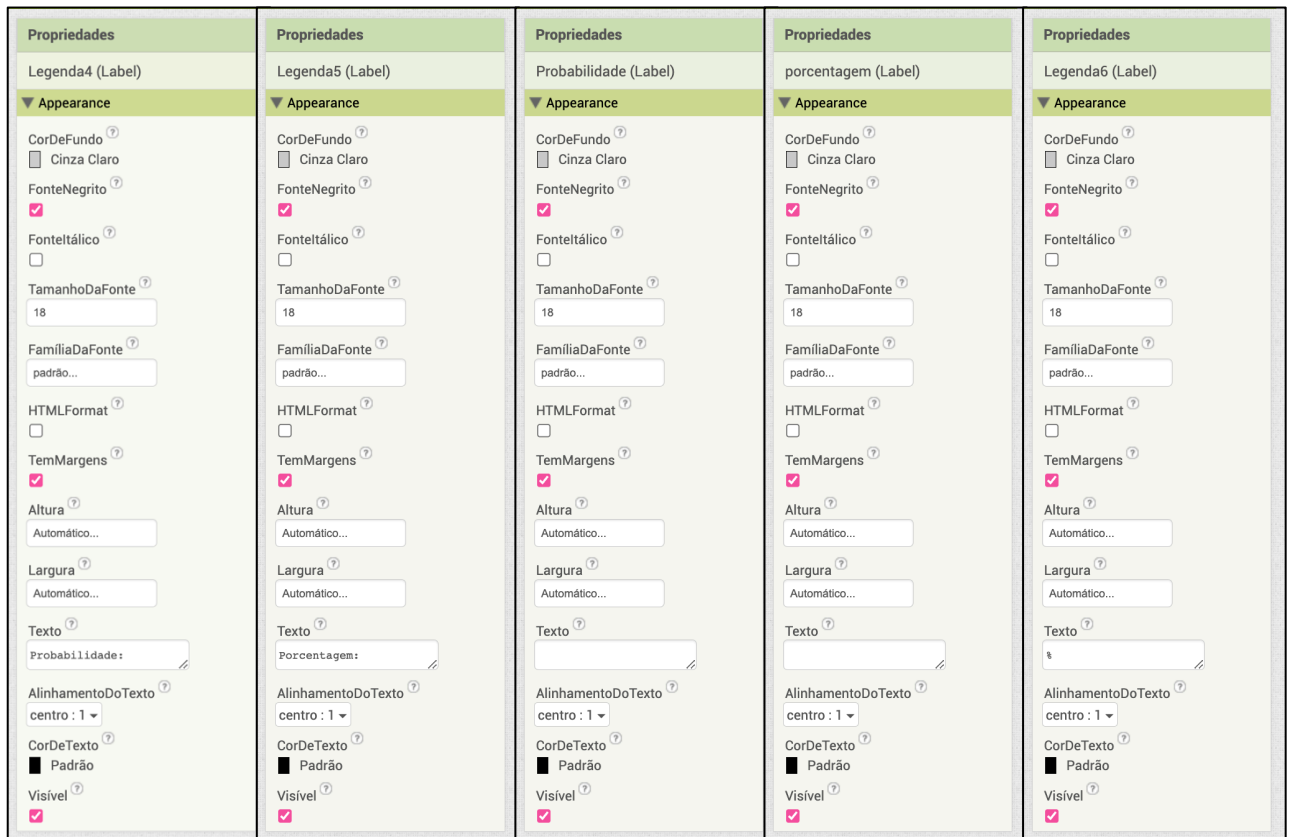 Propriedades
Legenda4 (Label)
Appearance
CorDeFundo ?
Cinza Claro
FonteNegrito ?
FonteItálico ?
TamanhoDaFonte ?
18
FamíliaDaFonte ?
padrão...
HTMLFormat ?
TemMargens ?
Altura ?
Automático...
Largura ?
Automático...
Texto ?
Probabilidade:
AlinhamentoDoTexto ?
centro : 1
CorDeTexto ?
Padrão
Visível ?
Propriedades
Legenda5 (Label)
Appearance
CorDeFundo ?
Cinza Claro
FonteNegrito ?
FonteItálico ?
TamanhoDaFonte ?
18
FamíliaDaFonte ?
padrão...
HTMLFormat ?
TemMargens ?
Altura ?
Automático...
Largura ?
Automático...
Texto ?
Porcentagem:
AlinhamentoDoTexto ?
centro : 1
CorDeTexto ?
Padrão
Visível ?
Propriedades
Probabilidade (Label)
Appearance
CorDeFundo ?
Cinza Claro
FonteNegrito ?
FonteItálico ?
TamanhoDaFonte ?
18
FamíliaDaFonte ?
padrão...
HTMLFormat ?
TemMargens ?
Altura ?
Automático...
Largura ?
Automático...
Texto ?
AlinhamentoDoTexto ?
centro : 1
CorDeTexto ?
Padrão
Visível ?
Propriedades
porcentagem (Label)
Appearance
CorDeFundo ?
Cinza Claro
FonteNegrito ?
FonteItálico ?
TamanhoDaFonte ?
18
FamíliaDaFonte ?
padrão...
HTMLFormat ?
TemMargens ?
Altura ?
Automático...
Largura ?
Automático...
Texto ?
AlinhamentoDoTexto ?
centro : 1
CorDeTexto ?
Padrão
Visível ?
Propriedades
Legenda6 (Label)
Appearance
CorDeFundo ?
Cinza Claro
FonteNegrito ?
FonteItálico ?
TamanhoDaFonte ?
18
FamíliaDaFonte ?
padrão...
HTMLFormat ?
TemMargens ?
Altura ?
Automático...
Largura ?
Automático...
Texto ?
%
AlinhamentoDoTexto ?
centro : 1
CorDeTexto ?
Padrão
Visível ?